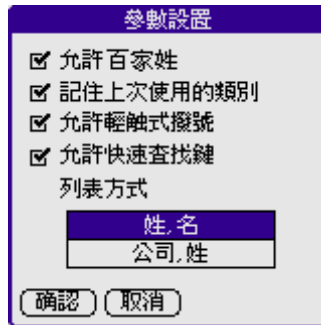 參數設置
允許百家姓
記住上次使用的類別
允許輕触式撥號
允許快速查找鍵
列表方式
姓,名
公司,姓
確認 取消